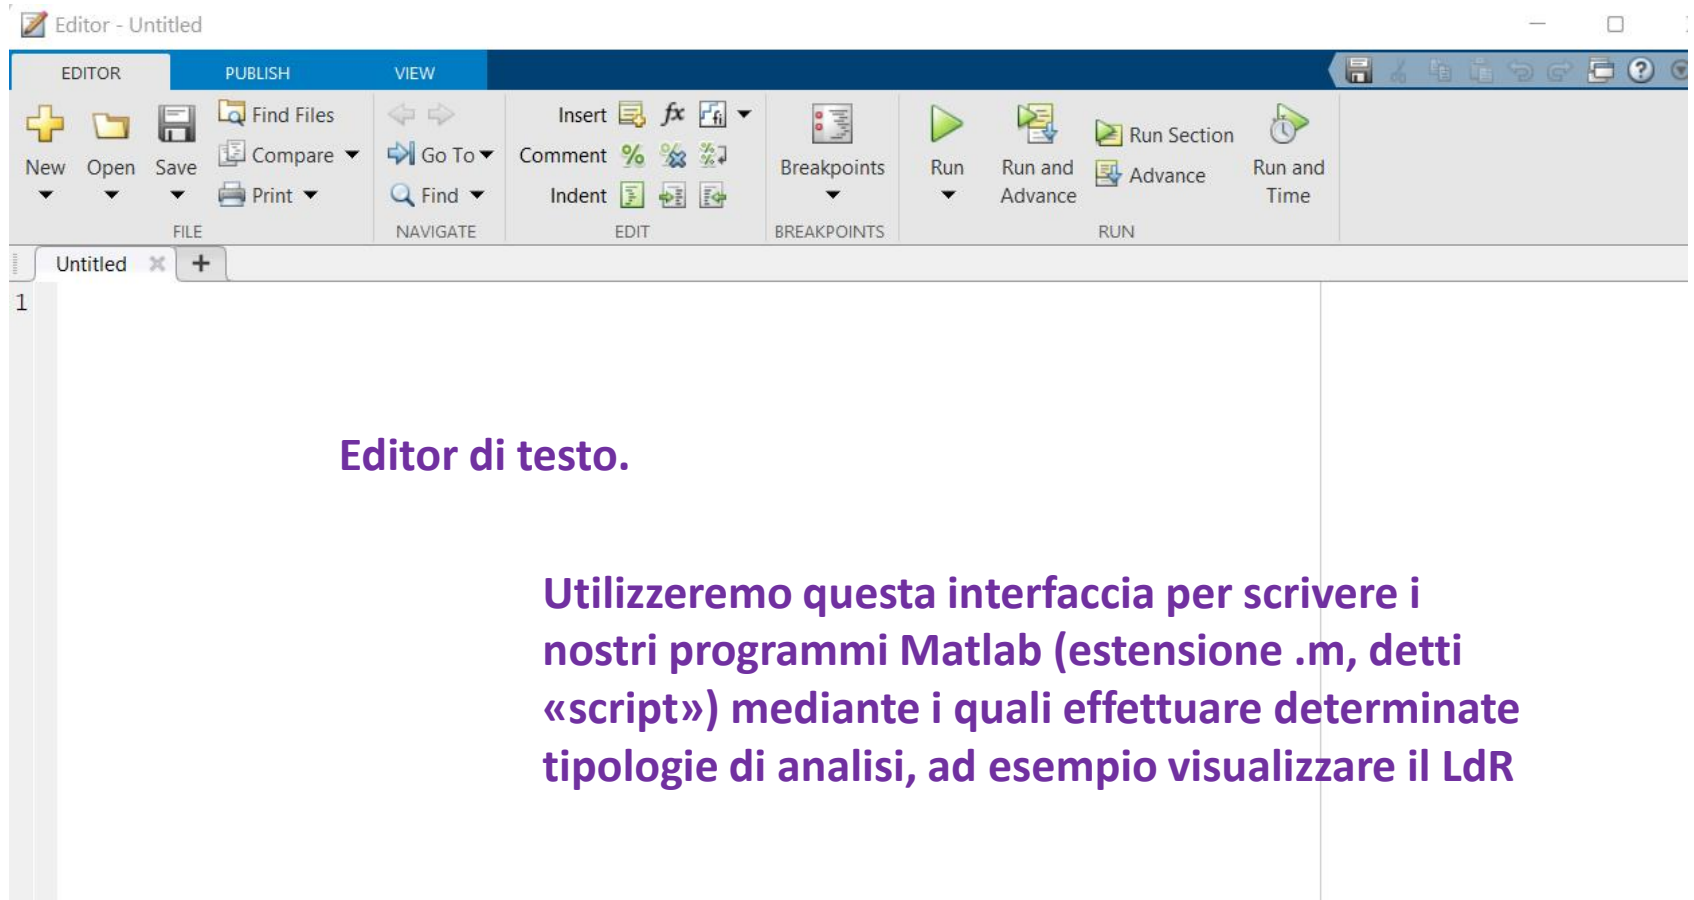 Editor - Untitled
EDITOR PUBLISH VIEW
New Open Save Find Files Compare Print
FILE
Go To Find
NAVIGATE
Insert fx fi
Comment % % %
Indent
EDIT
Breakpoints
BREAKPOINTS
Run Run and Advance Run Section Advance Run and Time
RUN
Untitled +
1
Editor di testo.
Utilizzeremo questa interfaccia per scrivere i
nostri programmi Matlab (estensione .m, detti
«script») mediante i quali effettuare determinate
tipologie di analisi, ad esempio visualizzare il LdR